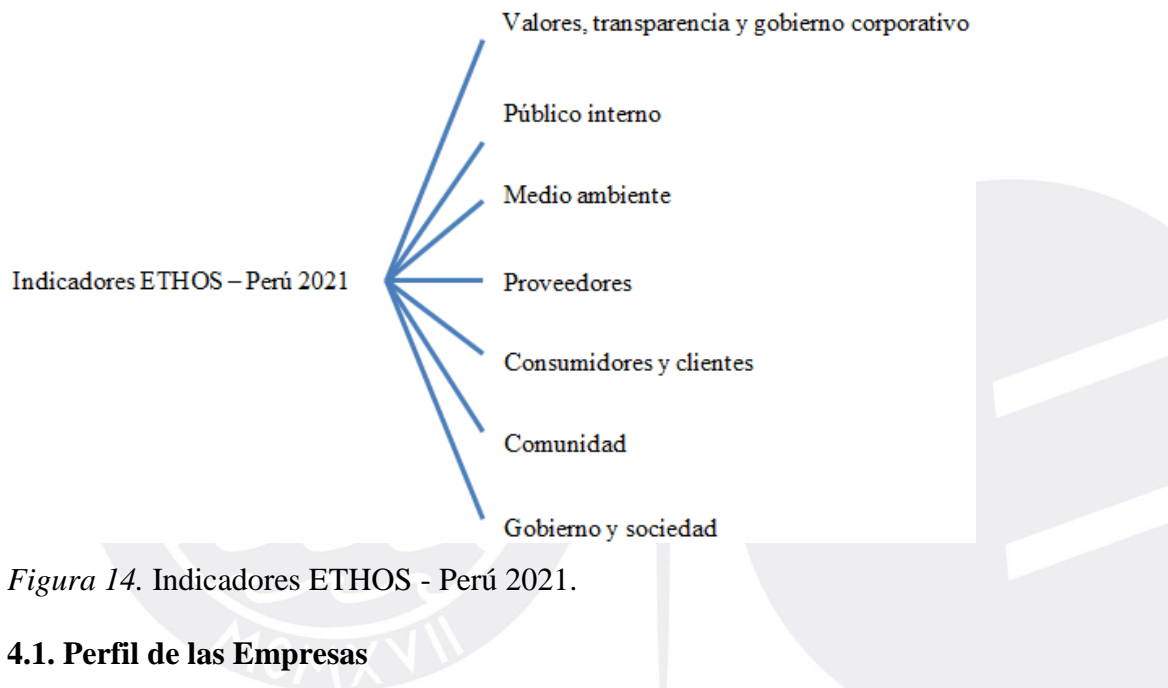 Valores, transparencia y gobierno corporativo
Público interno
Medio ambiente
Indicadores ETHOS – Perú 2021
Proveedores
Consumidores y clientes
Comunidad
Gobierno y sociedad
Figura 14. Indicadores ETHOS - Perú 2021.
MCMXVII
4.1. Perfil de las Empresas